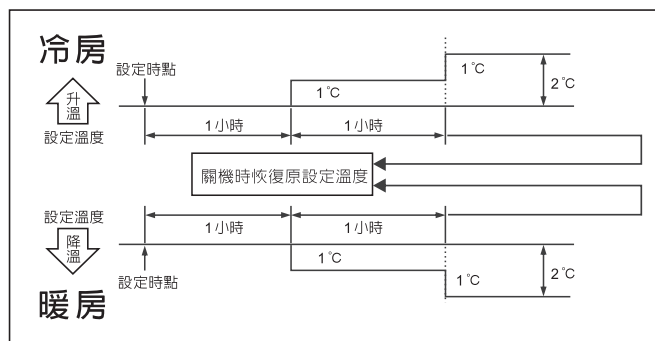 冷房
升溫
設定溫度
設定時點
1℃
1℃
2℃
1小時
1小時
關機時恢復原設定溫度
設定溫度
降溫
暖房
1小時
1小時
設定時點
1℃
1℃
2℃